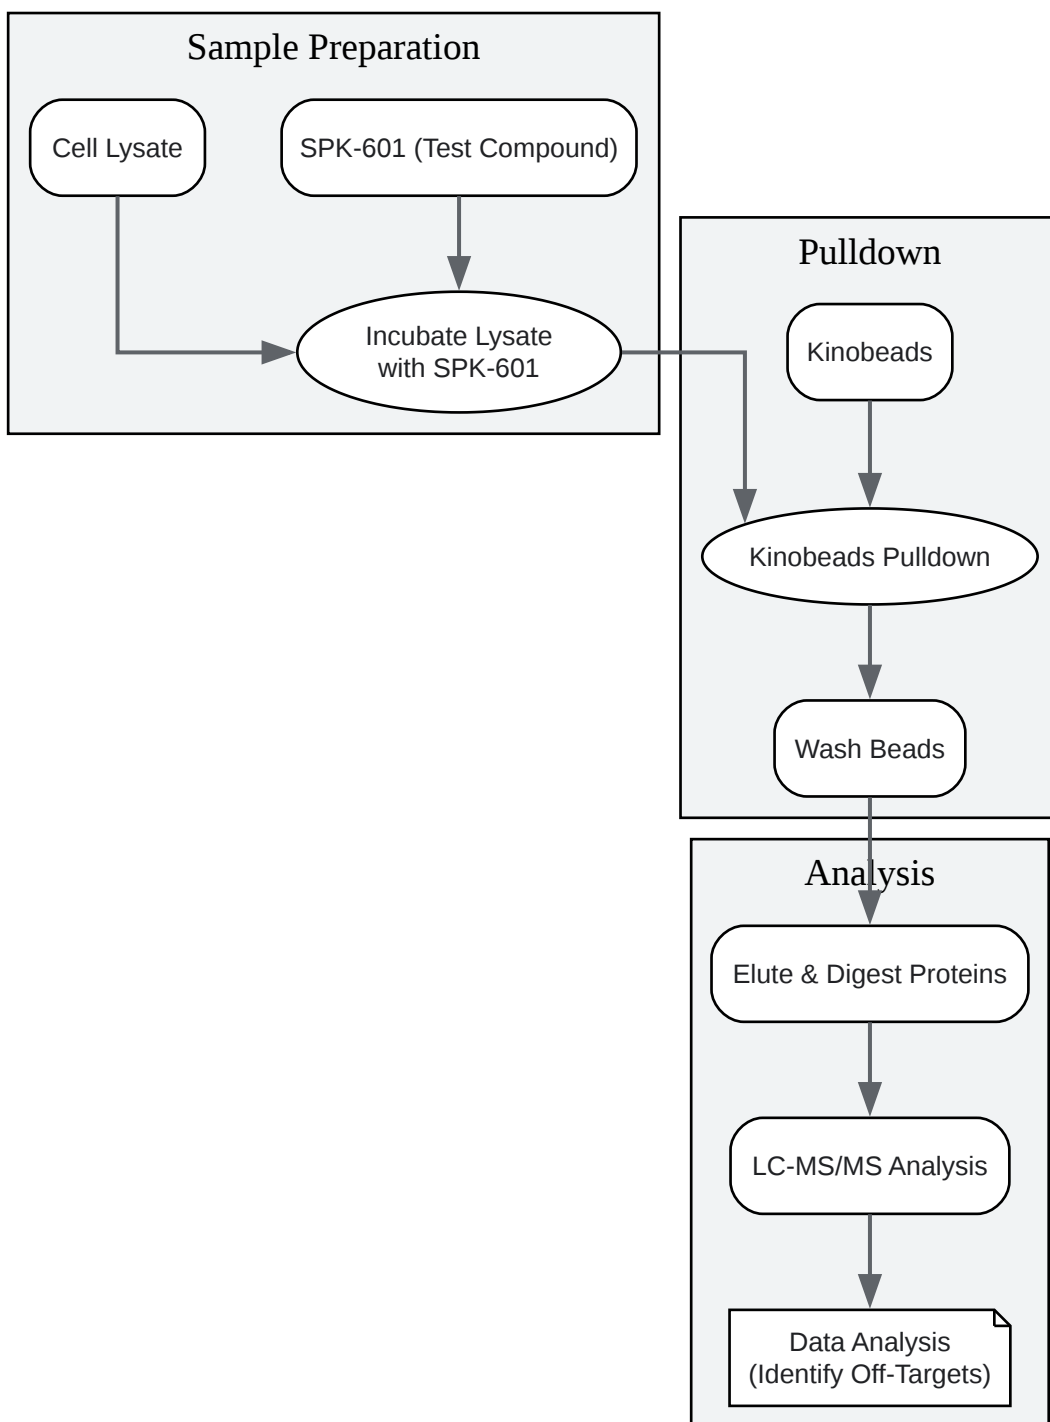 Sample Preparation
Cell Lysate
SPK-601 (Test Compound)
Incubate Lysate
with SPK-601
Pulldown
Kinobeads
Kinobeads Pulldown
Wash Beads
Analysis
Elute & Digest Proteins
LC-MS/MS Analysis
Data Analysis
(Identify Off-Targets)